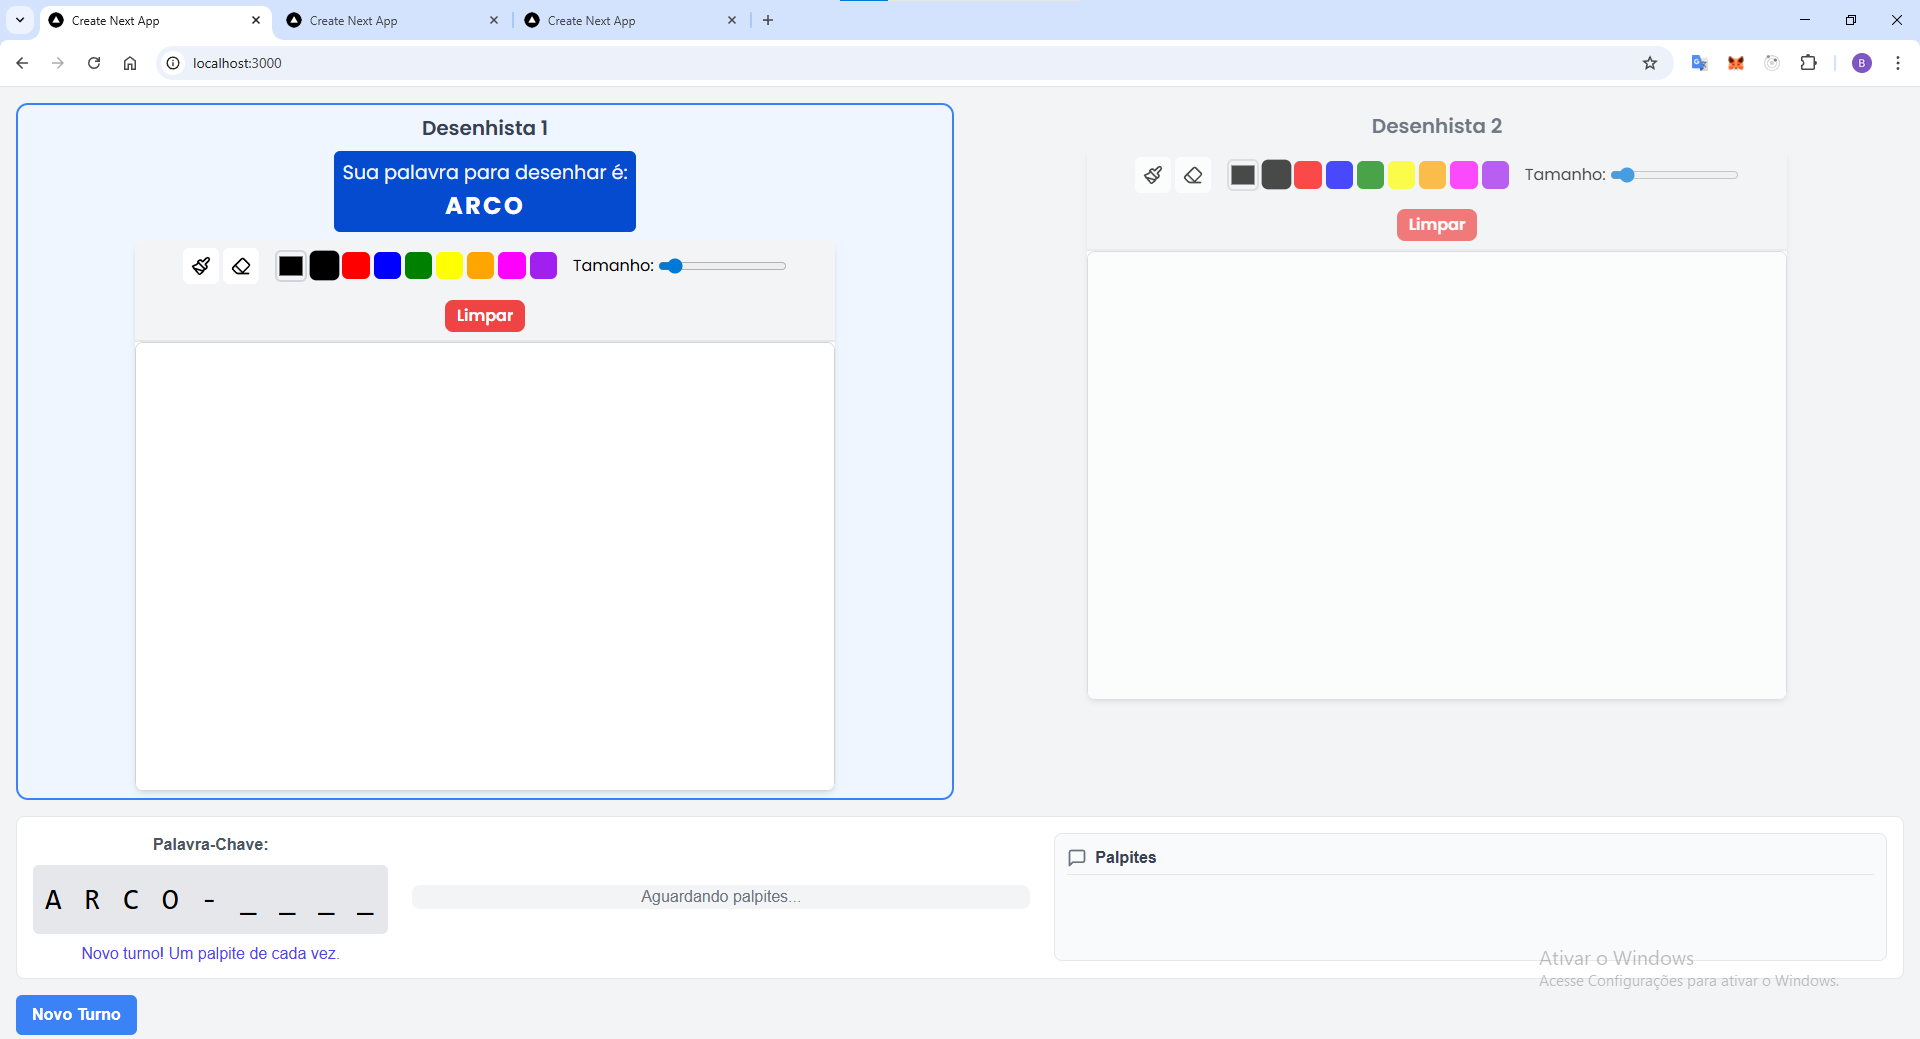 Create Next App
Create Next App
Create Next App
localhost:3000
B
Desenhista 1
Sua palavra para desenhar é:
ARCO
Tamanho:
Limpar
Desenhista 2
Tamanho:
Limpar
Palavra-Chave:
A R C O - _ _ _ _
Novo turno! Um palpite de cada vez.
Aguardando palpites...
Palpites
Ativar o Windows
Acesse Configurações para ativar o Windows.
Novo Turno